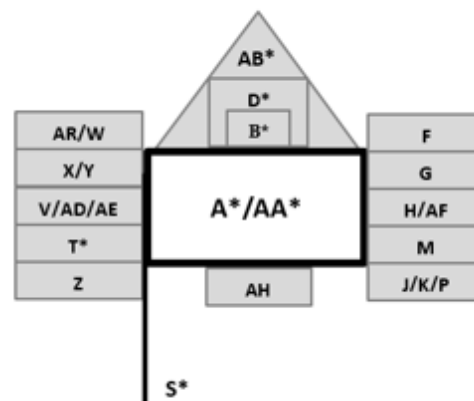 AB*
D*
B*
AR/W
X/Y
V/AD/AE
T*
Z
A*/AA*
AH
F
G
H/AF
M
J/K/P
S*